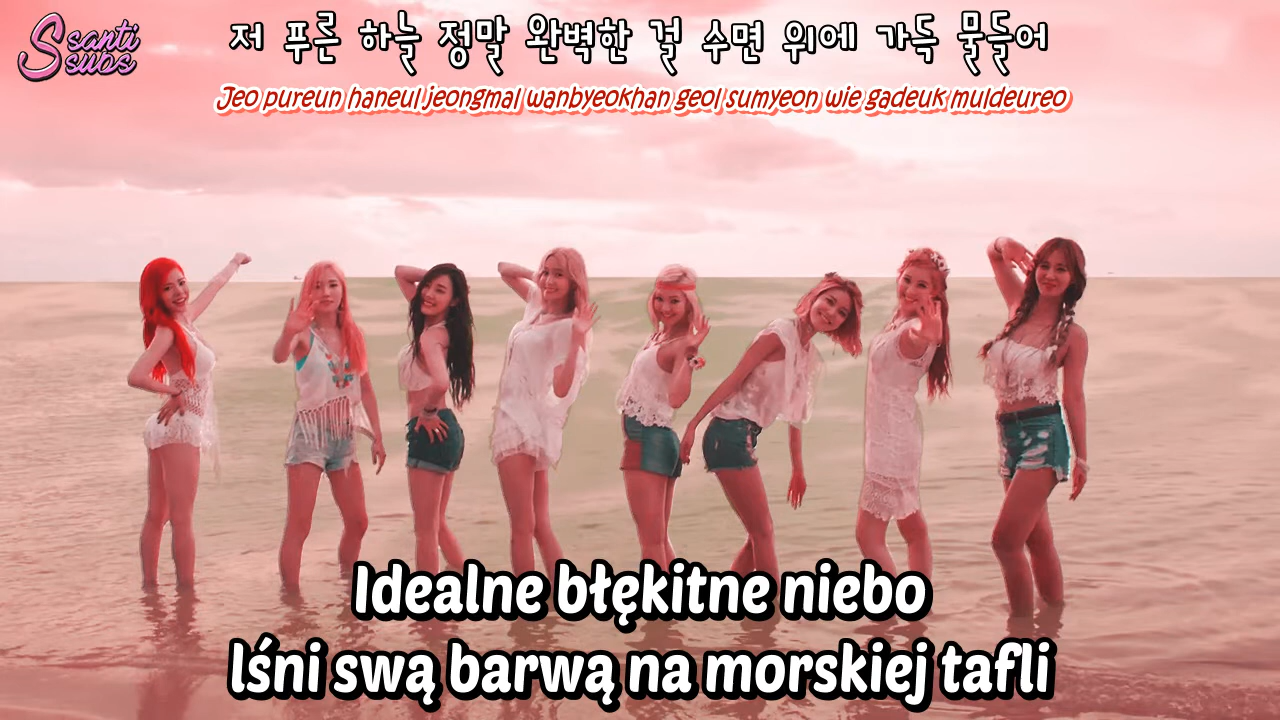 Ssanti
suøs
저 푸른 하늘 정말 완벽한 걸 수면 위에 가득 물들어
Jeo pureun haneul jeongmal wanbyeokhan geol sumyeon wie gadeuk muldeureo
Idealne błękitne niebo
lśni swą barwą na morskiej tafli